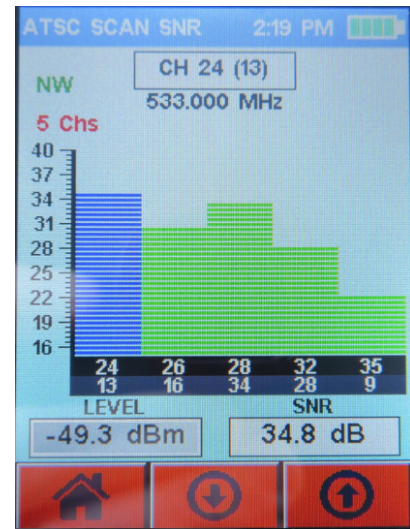 ATSC SCAN SNR 2:19 PM
CH 24 (13)
NW
533.000 MHz
5 Chs
40
37
34
31
28
25
22
19
16
24 26 28 32 35
13 16 34 28 9
LEVEL SNR
-49.3 dBm 34.8 dB